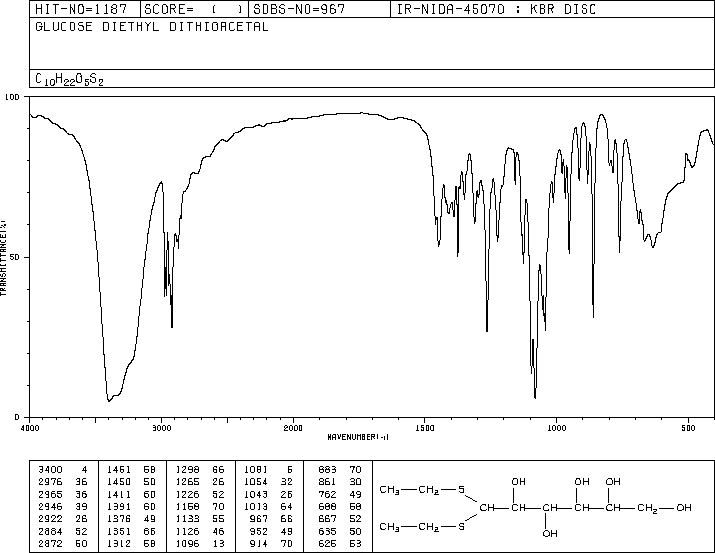 HIT-NO=1187 SCORE= ( ) SDBS-NO=967 IR-NIDA-45070 : KBR DISC
GLUCOSE DIETHYL DITHIOACETAL
C10H22O5S2
100
50
0
TRANSMITTANCE(%)
4000 3000 2000 1500 1000 500
WAVENUMBER(-1)
3400 4 1461 58 1298 66 1081 5 683 70
2976 36 1450 50 1265 26 1054 32 861 30
2965 36 1411 60 1226 52 1043 26 762 49
2946 39 1391 60 1158 70 1013 64 688 58
2922 26 1376 49 1133 55 967 66 667 52
2884 52 1351 66 1126 46 952 49 635 50
2872 50 1312 58 1096 13 914 70 626 53
OH OH OH
CH3 CH2 S
CH CH CH CH CH CH2 OH
CH3 CH2 S
OH